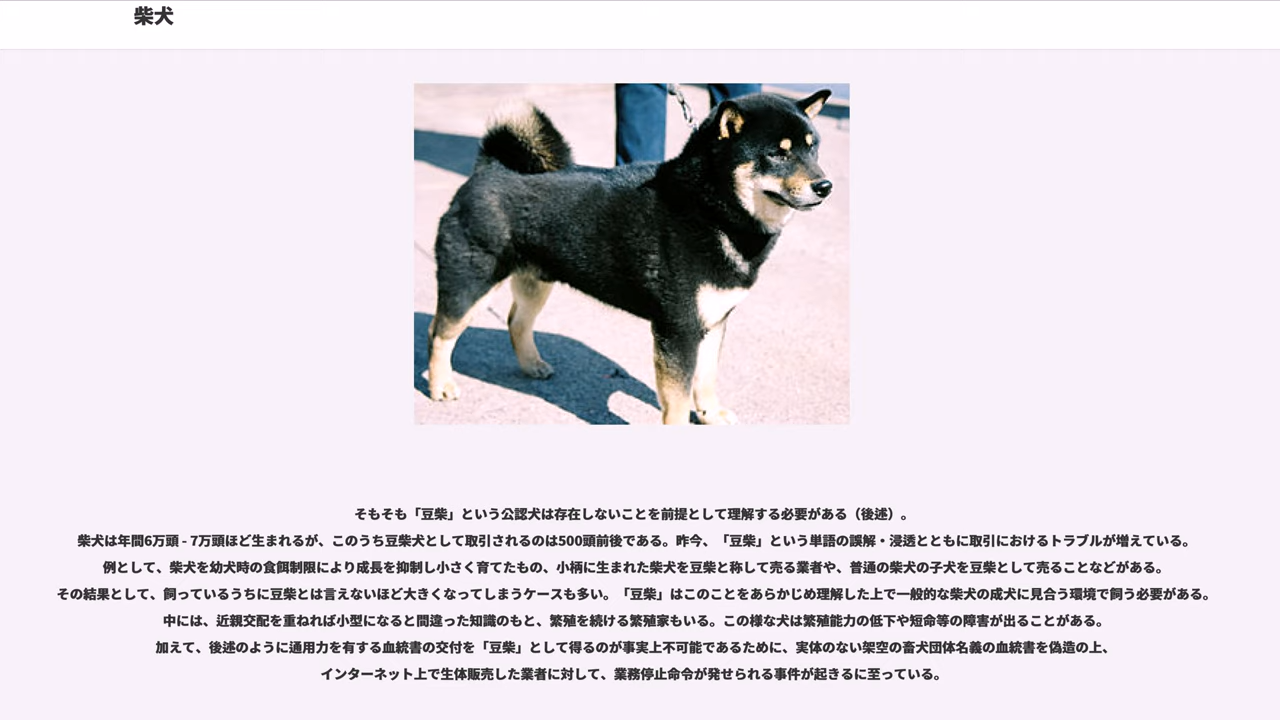 柴犬
そもそも「豆柴」という公認犬は存在しないことを前提として理解する必要がある（後述）。
柴犬は年間6万頭 - 7万頭ほど生まれるが、このうち豆柴犬として取引されるのは500頭前後である。昨今、「豆柴」という単語の誤解・浸透とともに取引におけるトラブルが増えている。
例として、柴犬を幼犬時の食餌制限により成長を抑制し小さく育てたもの、小柄に生まれた柴犬を豆柴と称して売る業者や、普通の柴犬の子犬を豆柴として売ることなどがある。
その結果として、飼っているうちに豆柴とは言えないほど大きくなってしまうケースも多い。「豆柴」はこのことをあらかじめ理解した上で一般的な柴犬の成犬に見合う環境で飼う必要がある。
中には、近親交配を重ねれば小型になると間違った知識のもと、繁殖を続ける繁殖家もいる。この様な犬は繁殖能力の低下や短命等の障害が出ることがある。
加えて、後述のように通用力を有する血統書の交付を「豆柴」として得るのが事実上不可能であるために、実体のない架空の畜犬団体名義の血統書を偽造の上、
インターネット上で生体販売した業者に対して、業務停止命令が発せられる事件が起きるに至っている。